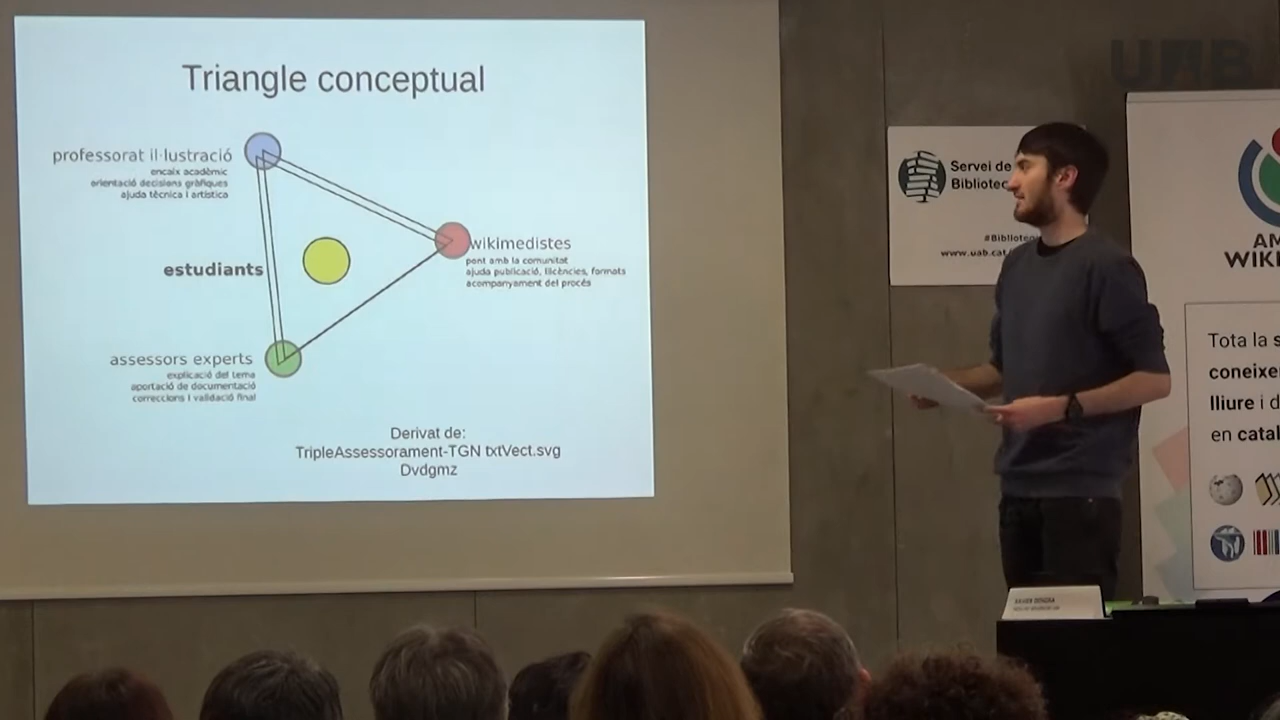 Triangle conceptual
professorat il·lustració
encaix acadèmic
orientació decisions gràfiques
ajuda tècnica i artística
wikimedistes
pont amb la comunitat
ajuda publicació, llicències, formats
acompanyament del procés
estudiants
assessors experts
explicació del tema
aportació de documentació
correccions i validació final
Derivat de:
TripleAssessorament-TGN txtVect.svg
Dvdgmz
UAB
Servei de
Bibliotec
#Bibliotequ
www.uab.cat/
AM
WIKI
Tota la s
coneixe
lliure i d
en catal